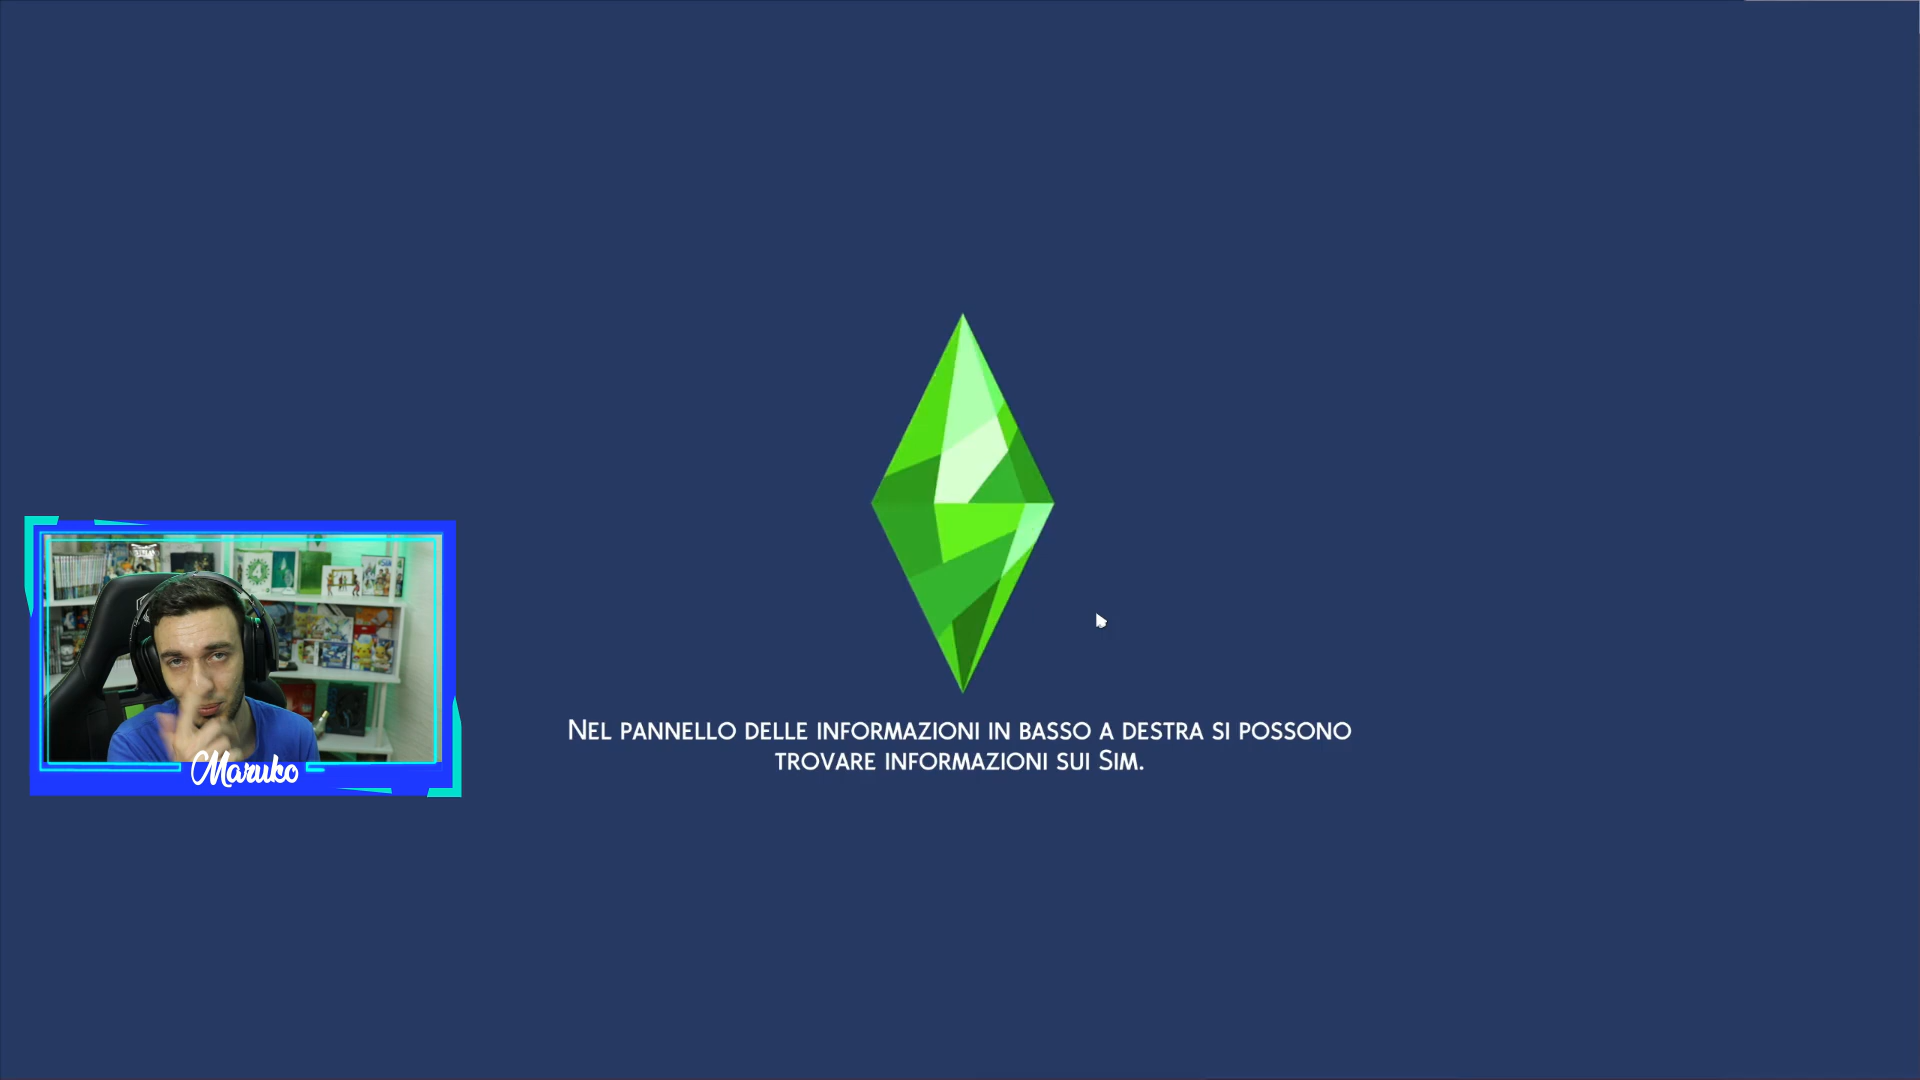 Nel pannello delle informazioni in basso a destra si possono
trovare informazioni sui Sim.
Maruko